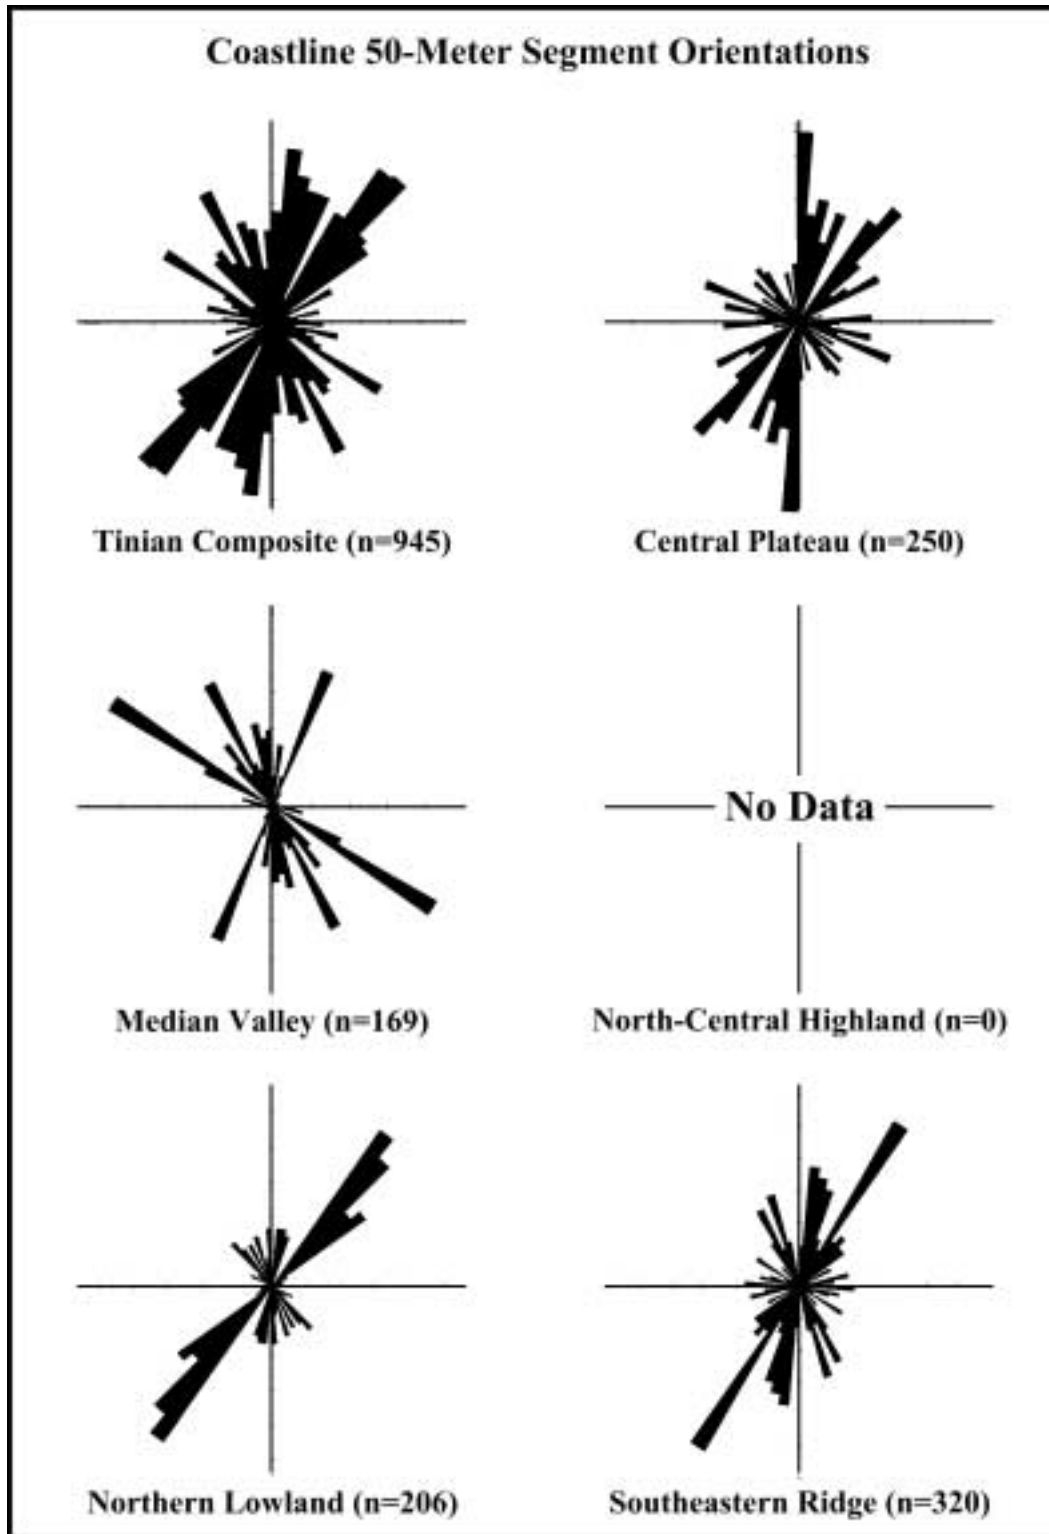 Coastline 50-Meter Segment Orientations
Tinian Composite (n=945)
Central Plateau (n=250)
No Data
Median Valley (n=169)
North-Central Highland (n=0)
Northern Lowland (n=206)
Southeastern Ridge (n=320)